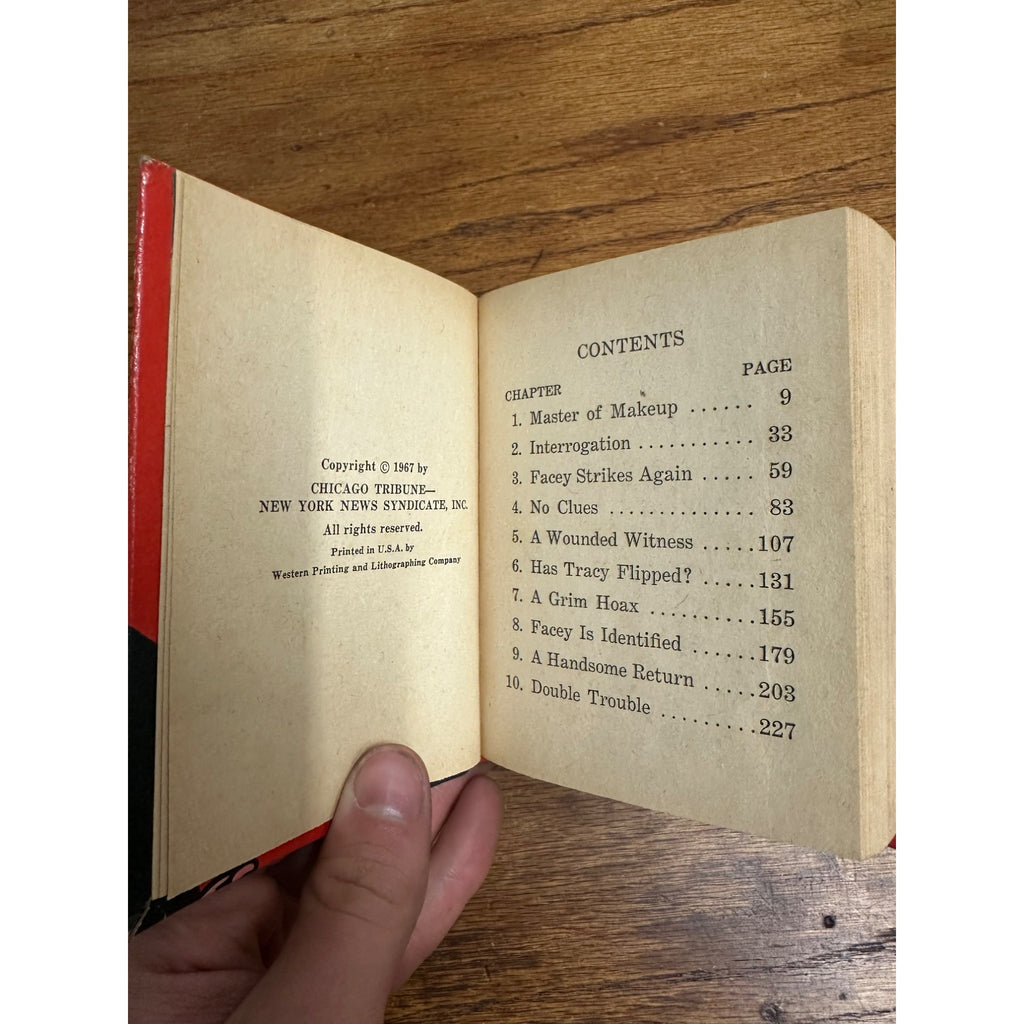 Copyright © 1967 by
CHICAGO TRIBUNE—
NEW YORK NEWS SYNDICATE, INC.
All rights reserved.
Printed in U.S.A. by
Western Printing and Lithographing Company
CONTENTS
CHAPTER PAGE
1. Master of Makeup ...... 9
2. Interrogation ........... 33
3. Facey Strikes Again ..... 59
4. No Clues ............. 83
5. A Wounded Witness .....107
6. Has Tracy Flipped? .....131
7. A Grim Hoax ..........155
8. Facey Is Identified ......179
9. A Handsome Return .....203
10. Double Trouble .........227